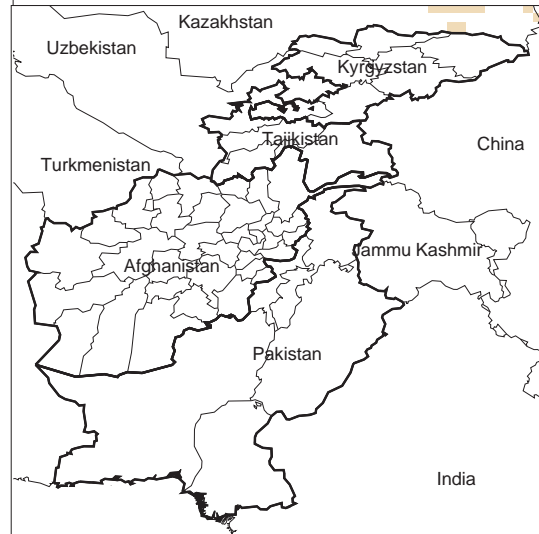 Kazakhstan
Uzbekistan
Kyrgyzstan
Tajikistan
China
Turkmenistan
Jammu Kashmir
Afghanistan
Pakistan
India